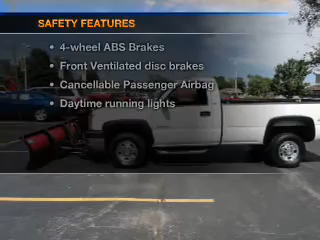 SAFETY FEATURES
• 4-wheel ABS Brakes
• Front Ventilated disc brakes
• Cancellable Passenger Airbag
• Daytime running lights